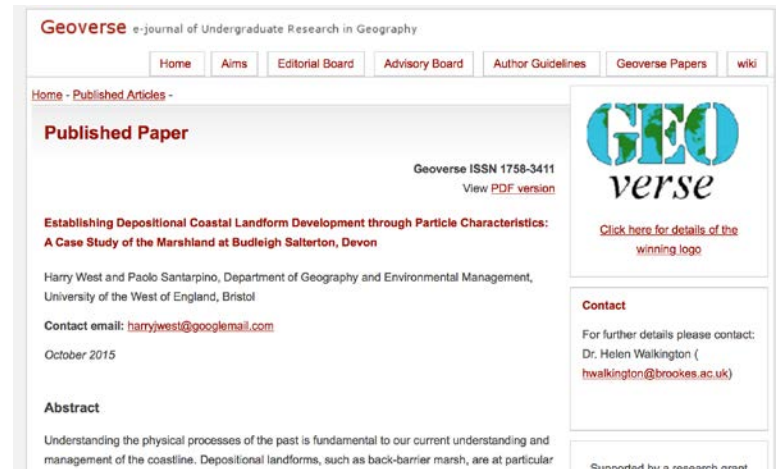 Geoverse e-journal of Undergraduate Research in Geography
Home Aims Editorial Board Advisory Board Author Guidelines Geoverse Papers wiki
Home - Published Articles -
Published Paper
Geoverse ISSN 1758-3411
View PDF version
Establishing Depositional Coastal Landform Development through Particle Characteristics:
A Case Study of the Marshland at Budleigh Salterton, Devon
Harry West and Paolo Santarpino, Department of Geography and Environmental Management,
University of the West of England, Bristol
Contact email: harryjwest@googlemail.com
October 2015
Abstract
Understanding the physical processes of the past is fundamental to our current understanding and
management of the coastline. Depositional landforms, such as back-barrier marsh, are at particular
GEO
verse
Click here for details of the
winning logo
Contact
For further details please contact:
Dr. Helen Walkington (
hwalkington@brookes.ac.uk)
Supported by a research grant